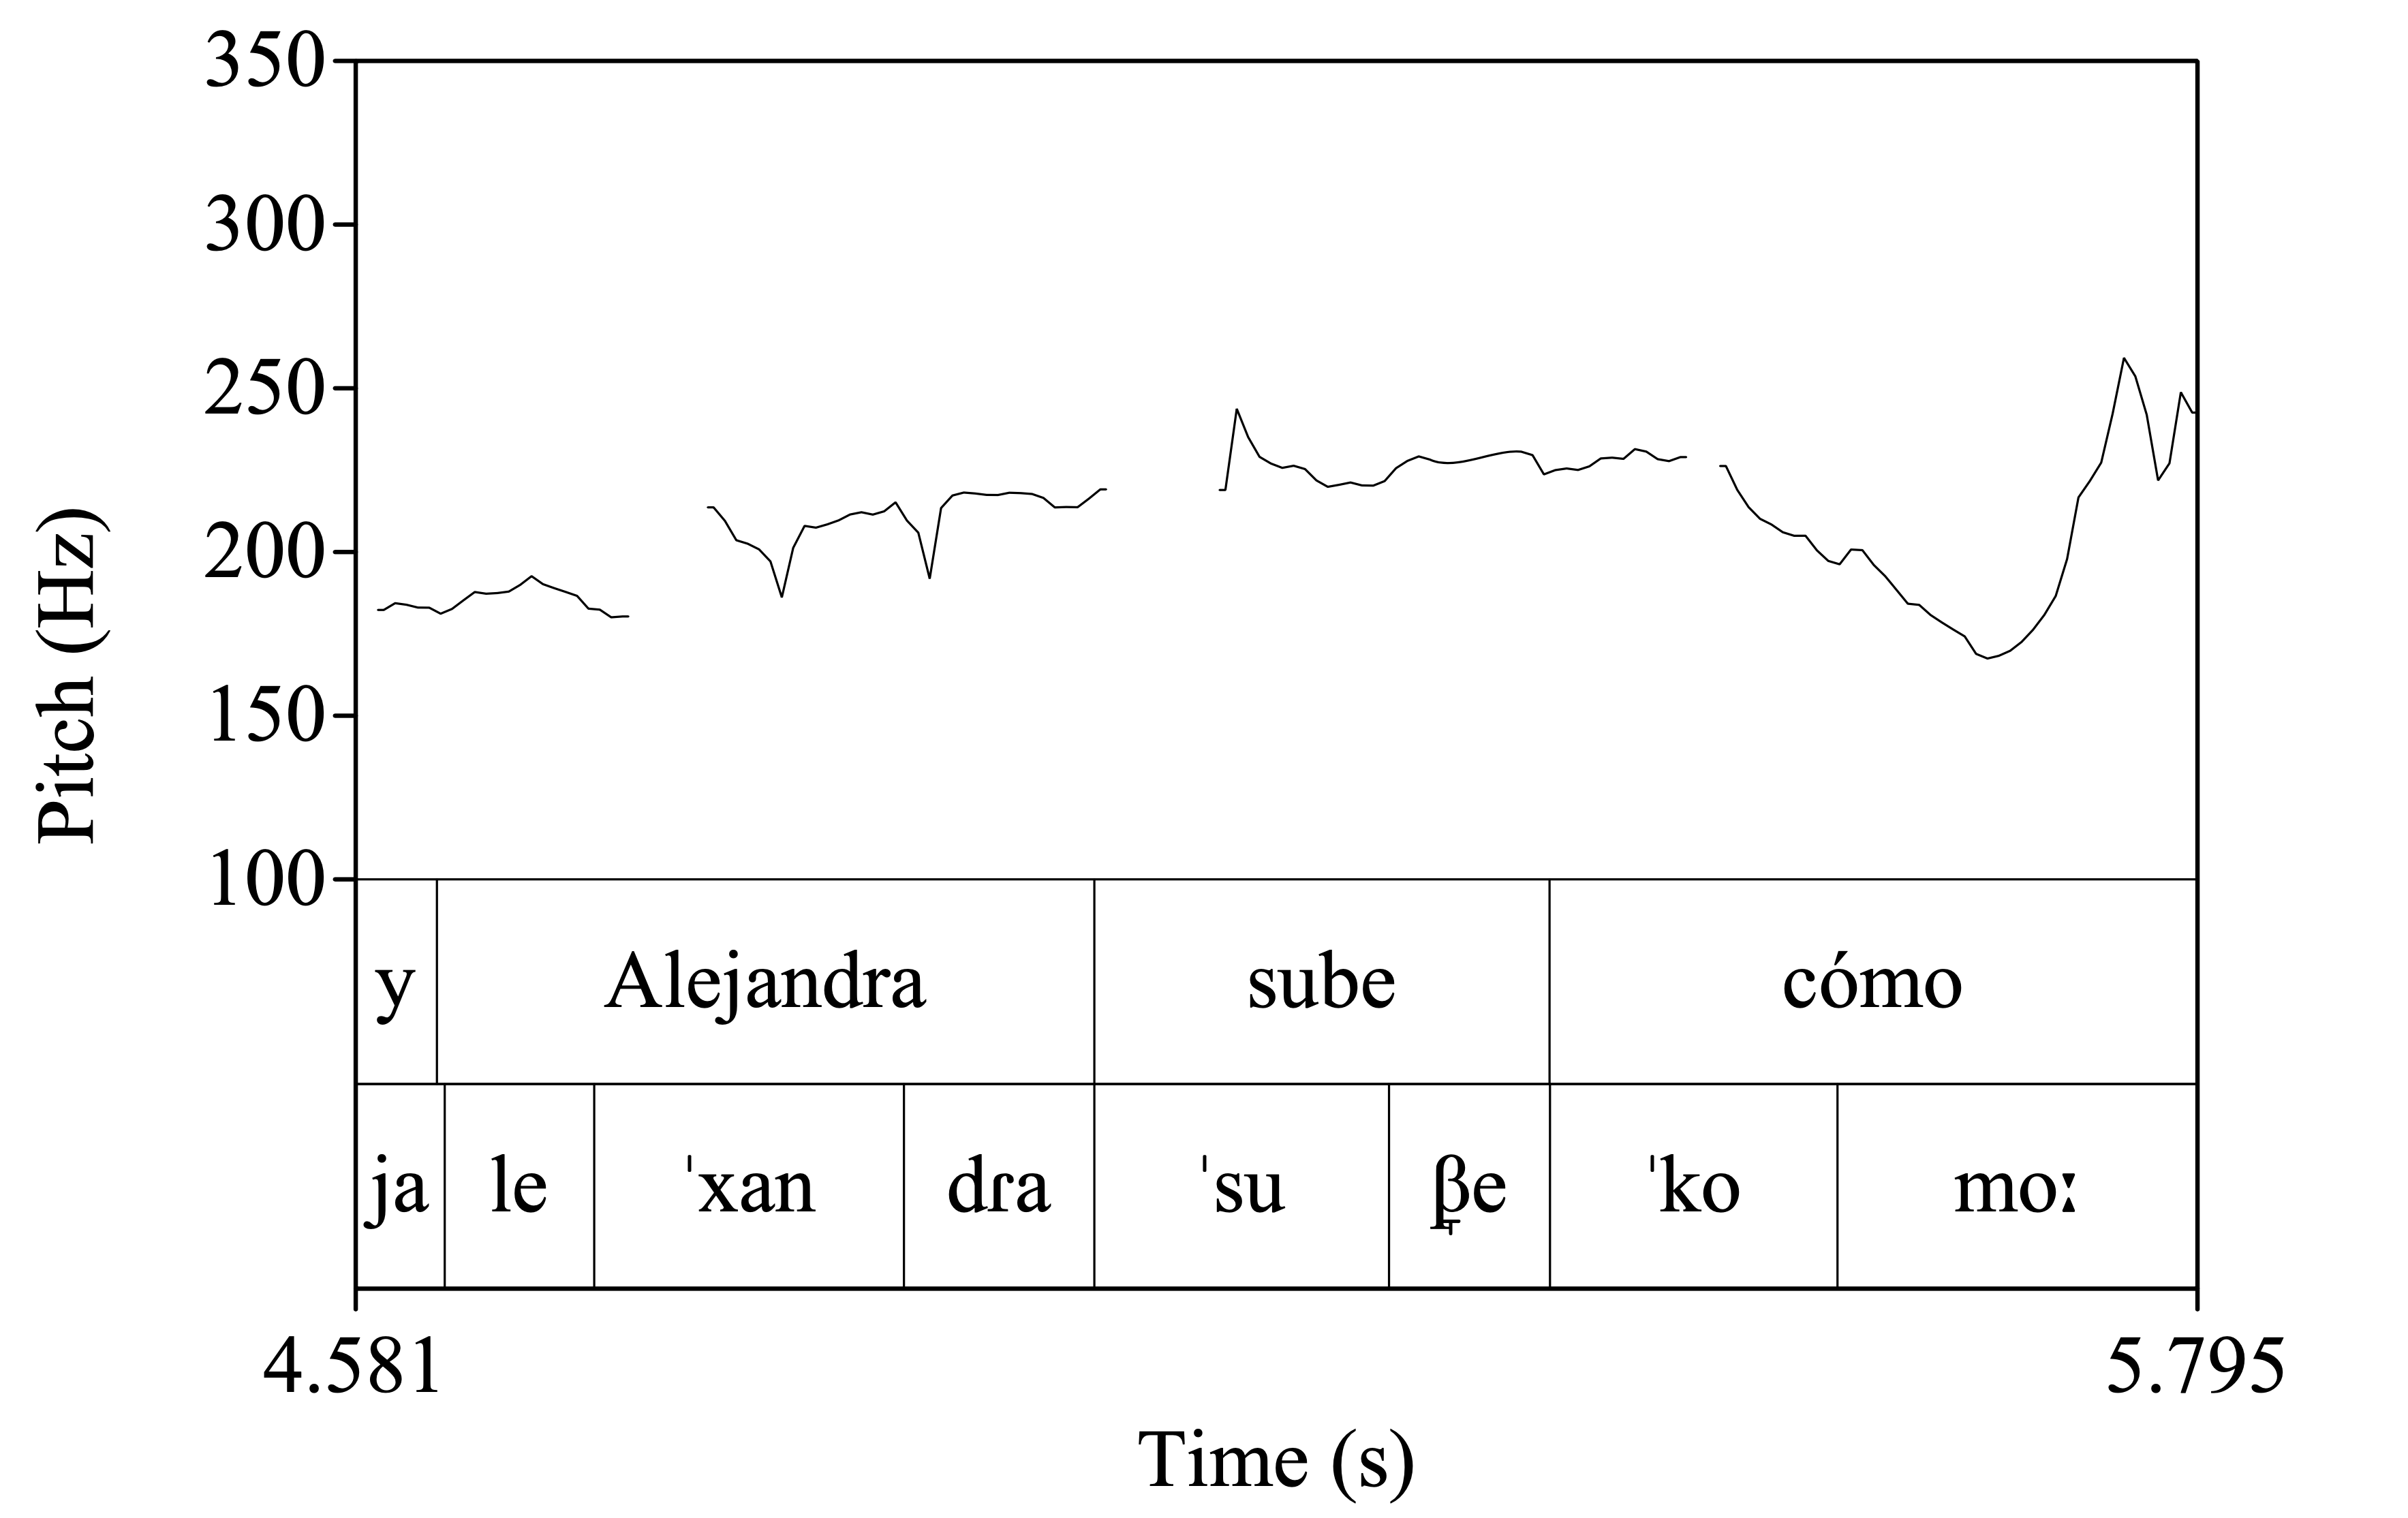 350
300
250
200
150
100
Pitch (Hz)
y Alejandra sube cómo
ja le ˈxan dra ˈsu β̞e ˈko moː
4.581 5.795
Time (s)